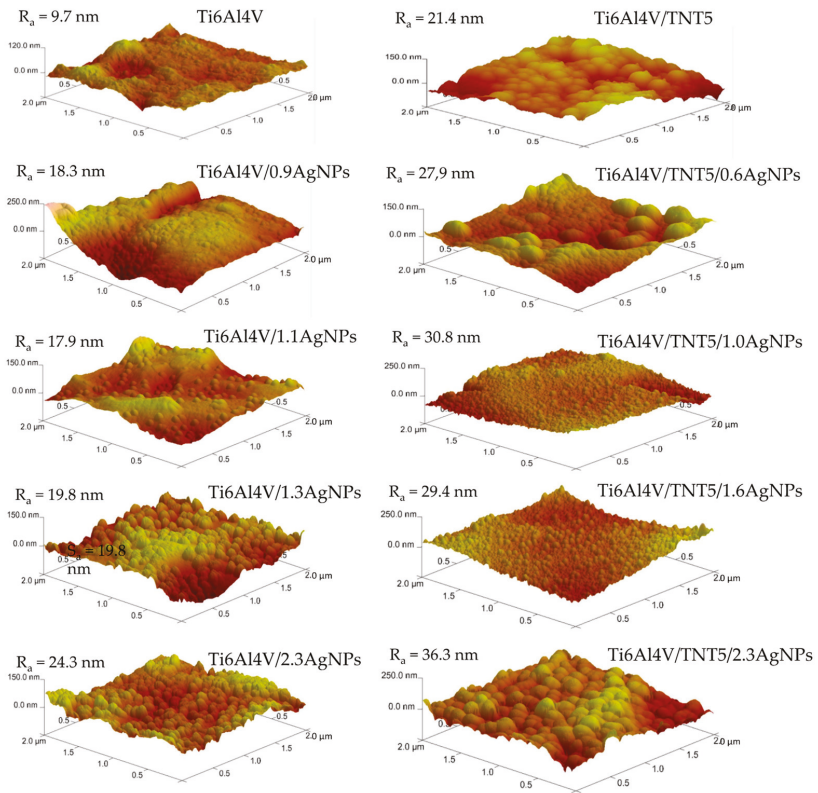 Rₐ = 9.7 nm Ti6Al4V
120.0 nm
0.0 nm
0.5
1.0
1.5
2.0 μm
2.0 μm
1.5
1.0
0.5
Rₐ = 21.4 nm Ti6Al4V/TNT5
150.0 nm
0.0 nm
0.5
1.0
1.5
2.0 μm
2.0 μm
1.5
1.0
0.5
Rₐ = 18.3 nm Ti6Al4V/0.9AgNPs
250.0 nm
0.0 nm
0.5
2.0 μm
1.5
1.0
0.5
0.5
1.0
1.5
2.0 μm
Rₐ = 27,9 nm Ti6Al4V/TNT5/0.6AgNPs
150.0 nm
0.0 nm
0.5
2.0 μm
1.5
1.0
0.5
0.5
1.0
1.5
2.0 μm
Rₐ = 17.9 nm Ti6Al4V/1.1AgNPs
150.0 nm
0.0 nm
0.5
2.0 μm
1.5
1.0
0.5
0.5
1.0
1.5
2.0 μm
Rₐ = 30.8 nm Ti6Al4V/TNT5/1.0AgNPs
250.0 nm
0.0 nm
0.5
2.0 μm
1.5
1.0
0.5
0.5
1.0
1.5
2.0 μm
Rₐ = 19.8 nm Ti6Al4V/1.3AgNPs
150.0 nm
0.0 nm
Sₐ = 19,8
nm
0.5
2.0 μm
1.5
1.0
0.5
0.5
1.0
1.5
2.0 μm
Rₐ = 29.4 nm Ti6Al4V/TNT5/1.6AgNPs
250.0 nm
0.0 nm
0.5
2.0 μm
1.5
1.0
0.5
0.5
1.0
1.5
2.0 μm
Rₐ = 24.3 nm Ti6Al4V/2.3AgNPs
150.0 nm
0.0 nm
0.5
2.0 μm
1.5
1.0
0.5
0.5
1.0
1.5
2.0 μm
Rₐ = 36.3 nm Ti6Al4V/TNT5/2.3AgNPs
250.0 nm
0.0 nm
0.5
2.0 μm
1.5
1.0
0.5
0.5
1.0
1.5
2.0 μm